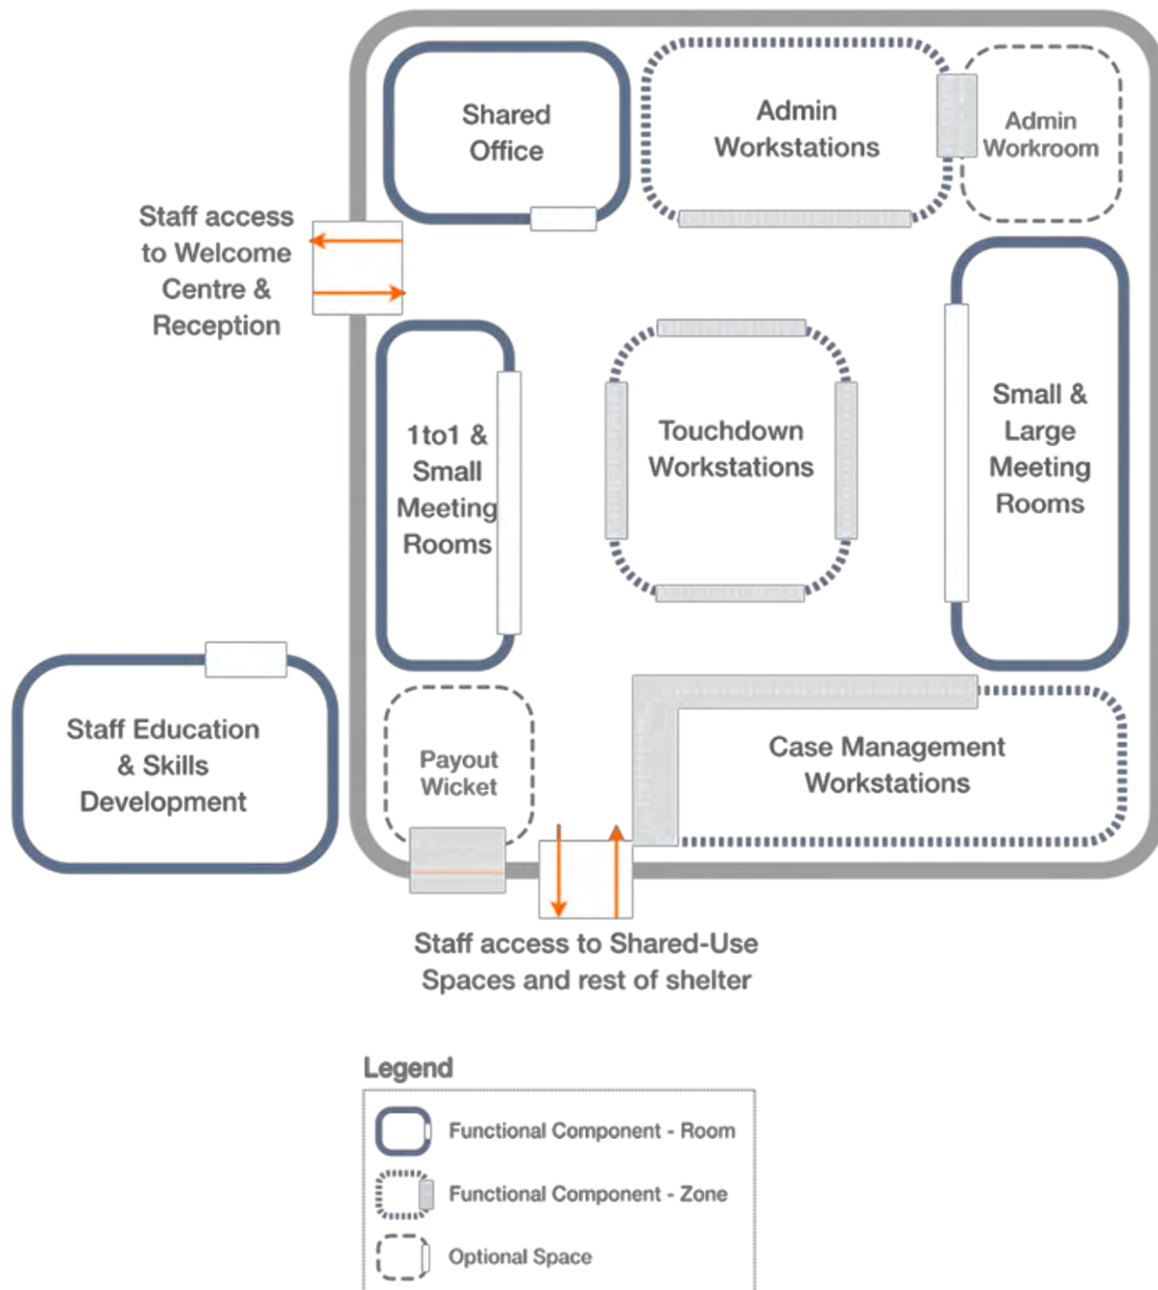 Shared
Office
Admin
Workstations
Admin
Workroom
Staff access
to Welcome
Centre &
Reception
1to1 &
Small
Meeting
Rooms
Touchdown
Workstations
Small &
Large
Meeting
Rooms
Staff Education
& Skills
Development
Payout
Wicket
Case Management
Workstations
Staff access to Shared-Use
Spaces and rest of shelter
Legend
Functional Component - Room
Functional Component - Zone
Optional Space